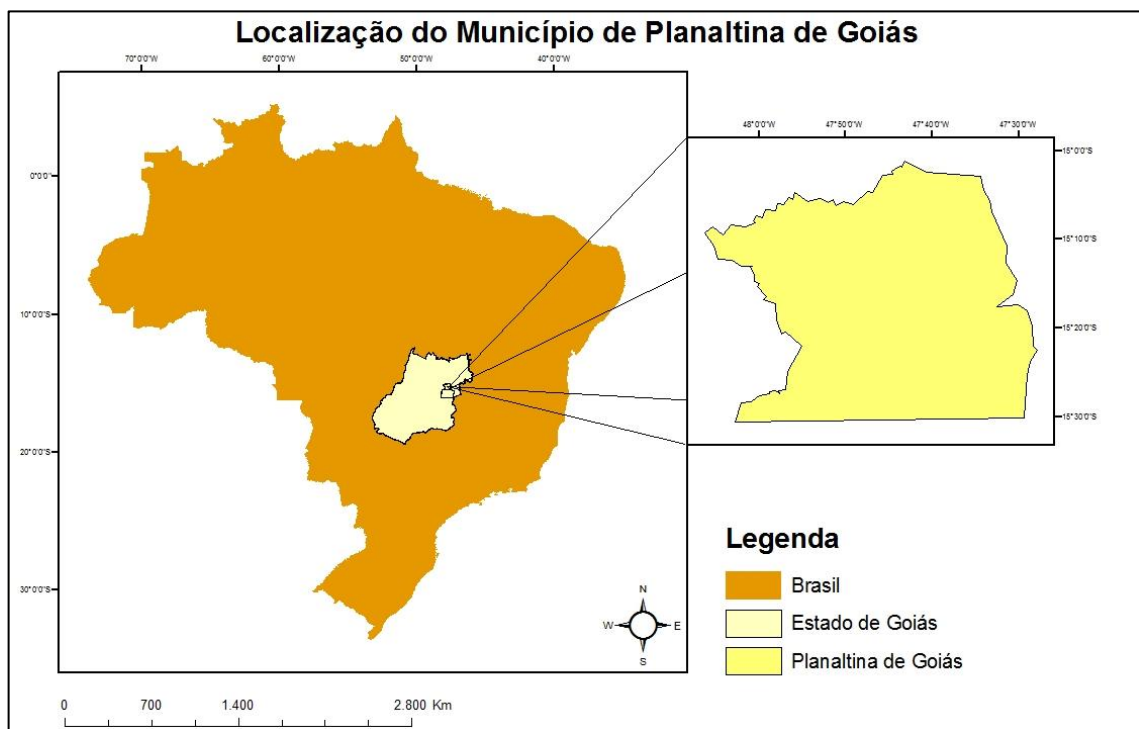 Localização do Município de Planaltina de Goiás
70°0'0"W 60°0'0"W 50°0'0"W 40°0'0"W
0°0'0"
10°0'0"S
20°0'0"S
30°0'0"S
N
W E
S
0 700 1.400 2.800 Km
48°0'0"W 47°50'0"W 47°40'0"W 47°30'0"W
15°0'0"S
15°10'0"S
15°20'0"S
15°30'0"S
Legenda
Brasil
Estado de Goiás
Planaltina de Goiás